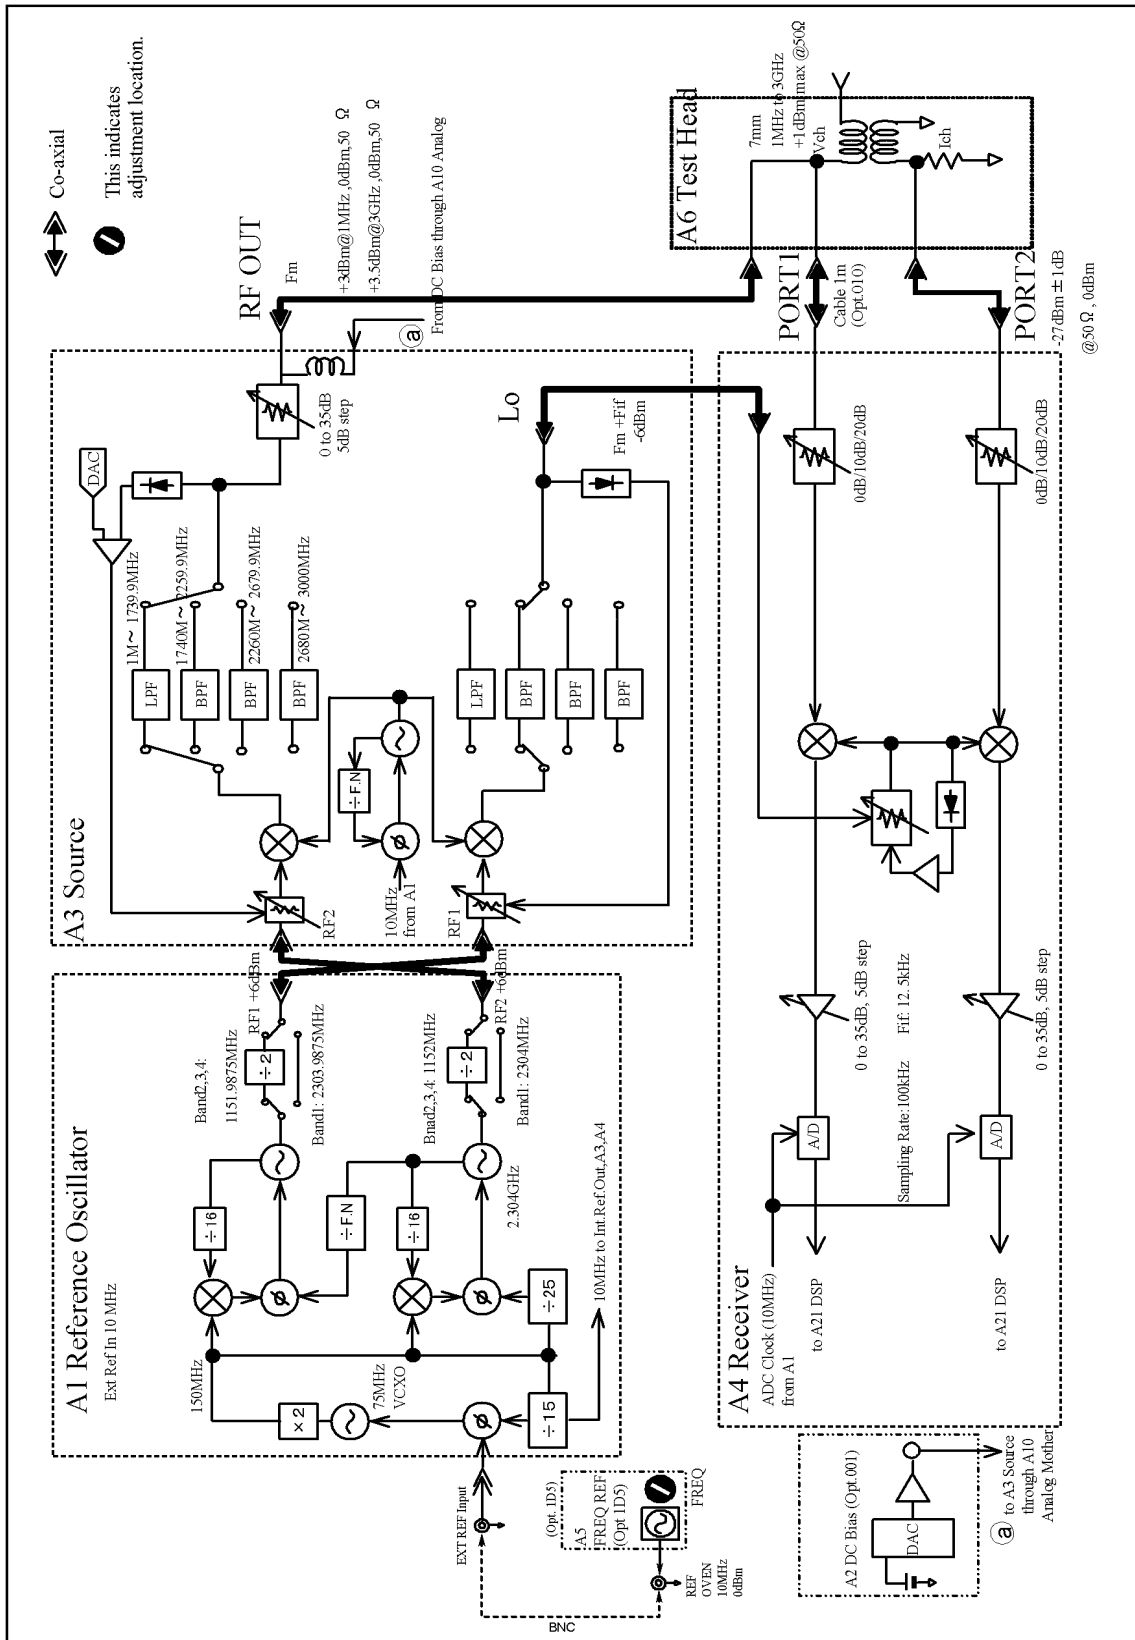 Co-axial
This indicates
adjustment location.
A1 Reference Oscillator
Ext Ref In 10 MHz
150MHz
×2
75MHz
VCXO
÷15
÷25
10MHz to Int.Ref.Out,A3,A4
÷16
÷F.N
÷16
2.304GHz
Band2,3,4:
1151.9875MHz
÷2
Band1: 2303.9875MHz
RF1 +6dBm
Bnad2,3,4: 1152MHz
÷2
Band1: 2304MHz
RF2 +6dBm
EXT REF Input
BNC
(Opt. 1D5)
A5
FREQ REF
(Opt 1D5)
FREQ
REF
OVEN
10MHz
0dBm
A3 Source
RF2
10MHz
from A1
÷F.N
RF1
LPF
BPF
BPF
BPF
1M~ 1739.9MHz
1740M~ 2259.9MHz
2260M~ 2679.9MHz
2680M~ 3000MHz
DAC
LPF
BPF
BPF
BPF
0 to 35dB
5dB step
Lo
Fm +Fif
-6dBm
RF OUT
Fm
+3dBm@1MHz ,0dBm,50 Ω
+3.5dBm@3GHz ,0dBm,50 Ω
a
From DC Bias through A10 Analog
A6 Test Head
7mm
1MHz to 3GHz
+1dBm max @50Ω
Vch
Ich
PORT1
Cable 1m
(Opt.010)
PORT2
-27dBm ± 1dB
@50 Ω , 0dBm
A4 Receiver
ADC Clock (10MHz)
from A1
to A21 DSP
to A21 DSP
A/D
A/D
Sampling Rate:100kHz
Fif: 12. 5kHz
0 to 35dB, 5dB step
0 to 35dB, 5dB step
0dB/10dB/20dB
0dB/10dB/20dB
A2 DC Bias (Opt.001)
DAC
a to A3 Source
through A10
Analog Mother